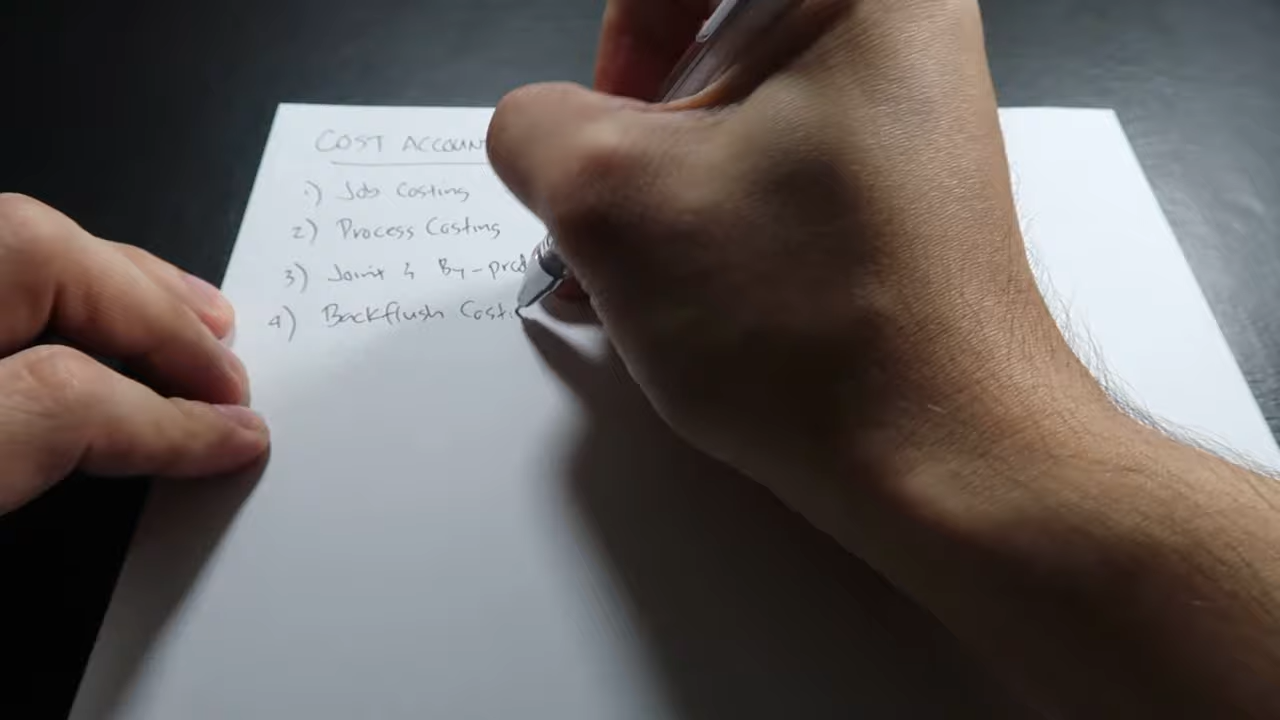 COST ACCOUN
1) Job Costing
2) Process Costing
3) Joint & By-prod
4) Backflush Costi